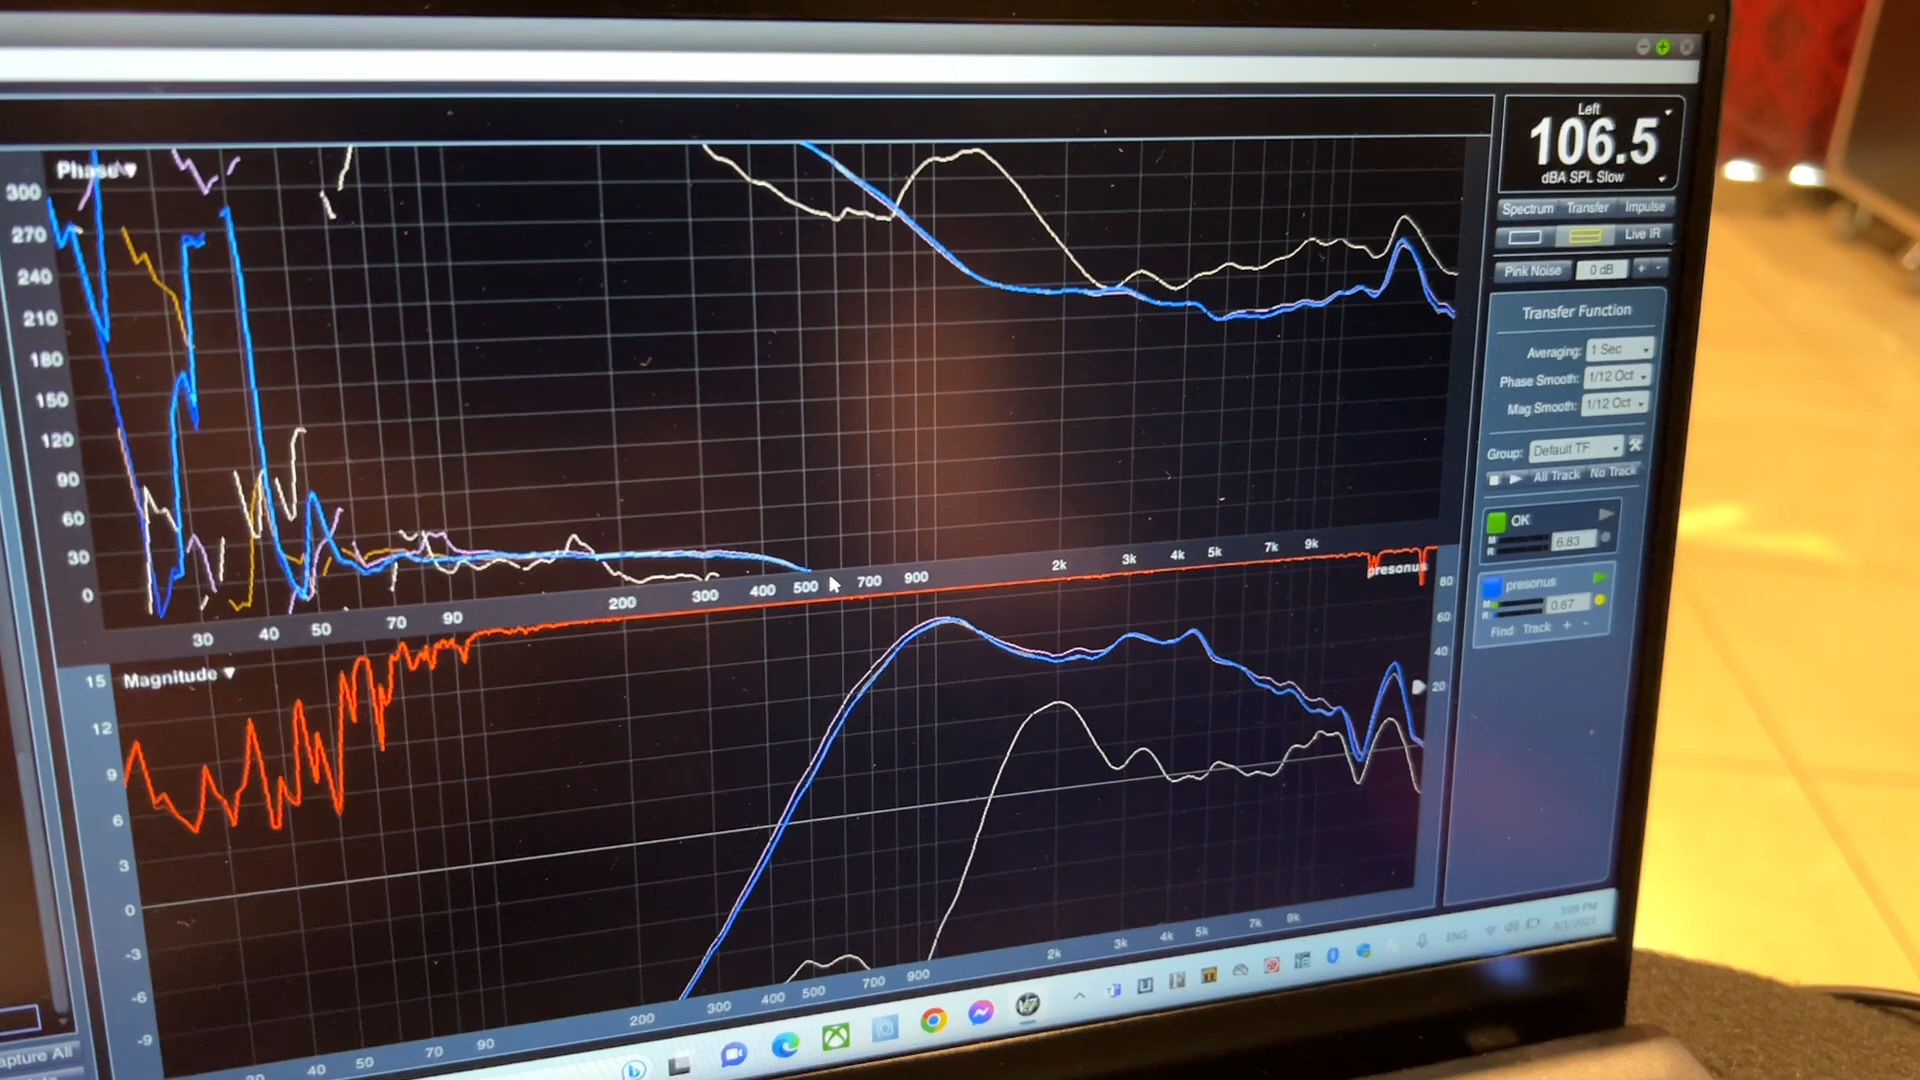 Left
106.5
dBA SPL Slow
Spectrum Transfer Impulse
Live IR
Pink Noise 0 dB + -
Transfer Function
Averaging: 1 Sec
Phase Smooth: 1/12 Oct
Mag Smooth: 1/12 Oct
Group: Default TF
All Track No Track
OK
M
R
6.83
presonus
M
R
0.67
Find Track + -
Phase
300
270
240
210
180
150
120
90
60
30
0
30 40 50 70 90 200 300 400 500 700 900 2k 3k 4k 5k 7k 9k
presonus
80
60
40
20
Magnitude
15
12
9
6
3
0
-3
-6
-9
40 50 70 90 200 300 400 500 700 900 2k 3k 4k 5k 7k 9k
apture All
ENG